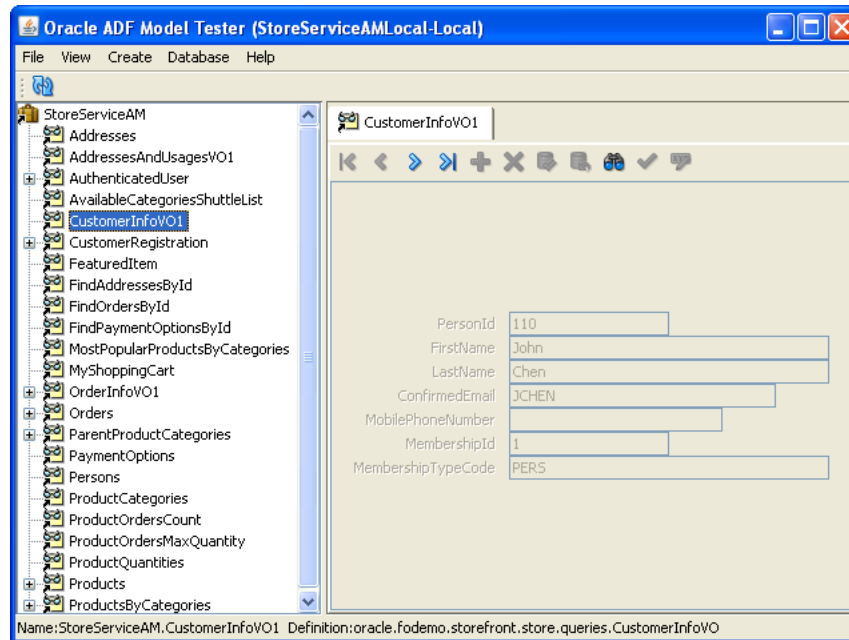 Oracle ADF Model Tester (StoreServiceAMLocal-Local)
File View Create Database Help
StoreServiceAM
Addresses
AddressesAndUsagesVO1
AuthenticatedUser
AvailableCategoriesShuttleList
CustomerInfoVO1
CustomerRegistration
FeaturedItem
FindAddressesById
FindOrdersById
FindPaymentOptionsById
MostPopularProductsByCategories
MyShoppingCart
OrderInfoVO1
Orders
ParentProductCategories
PaymentOptions
Persons
ProductCategories
ProductOrdersCount
ProductOrdersMaxQuantity
ProductQuantities
Products
ProductsByCategories
CustomerInfoVO1
PersonId 110
FirstName John
LastName Chen
ConfirmedEmail JCHEN
MobilePhoneNumber
MembershipId 1
MembershipTypeCode PERS
Name:StoreServiceAM.CustomerInfoVO1 Definition:oracle.fodemo.storefront.store.queries.CustomerInfoVO